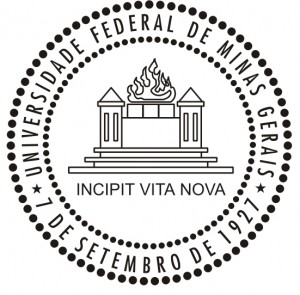 UNIVERSIDADE FEDERAL DE MINAS GERAIS
INCIPIT VITA NOVA
★ 7 DE SETEMBRO DE 1927 ★